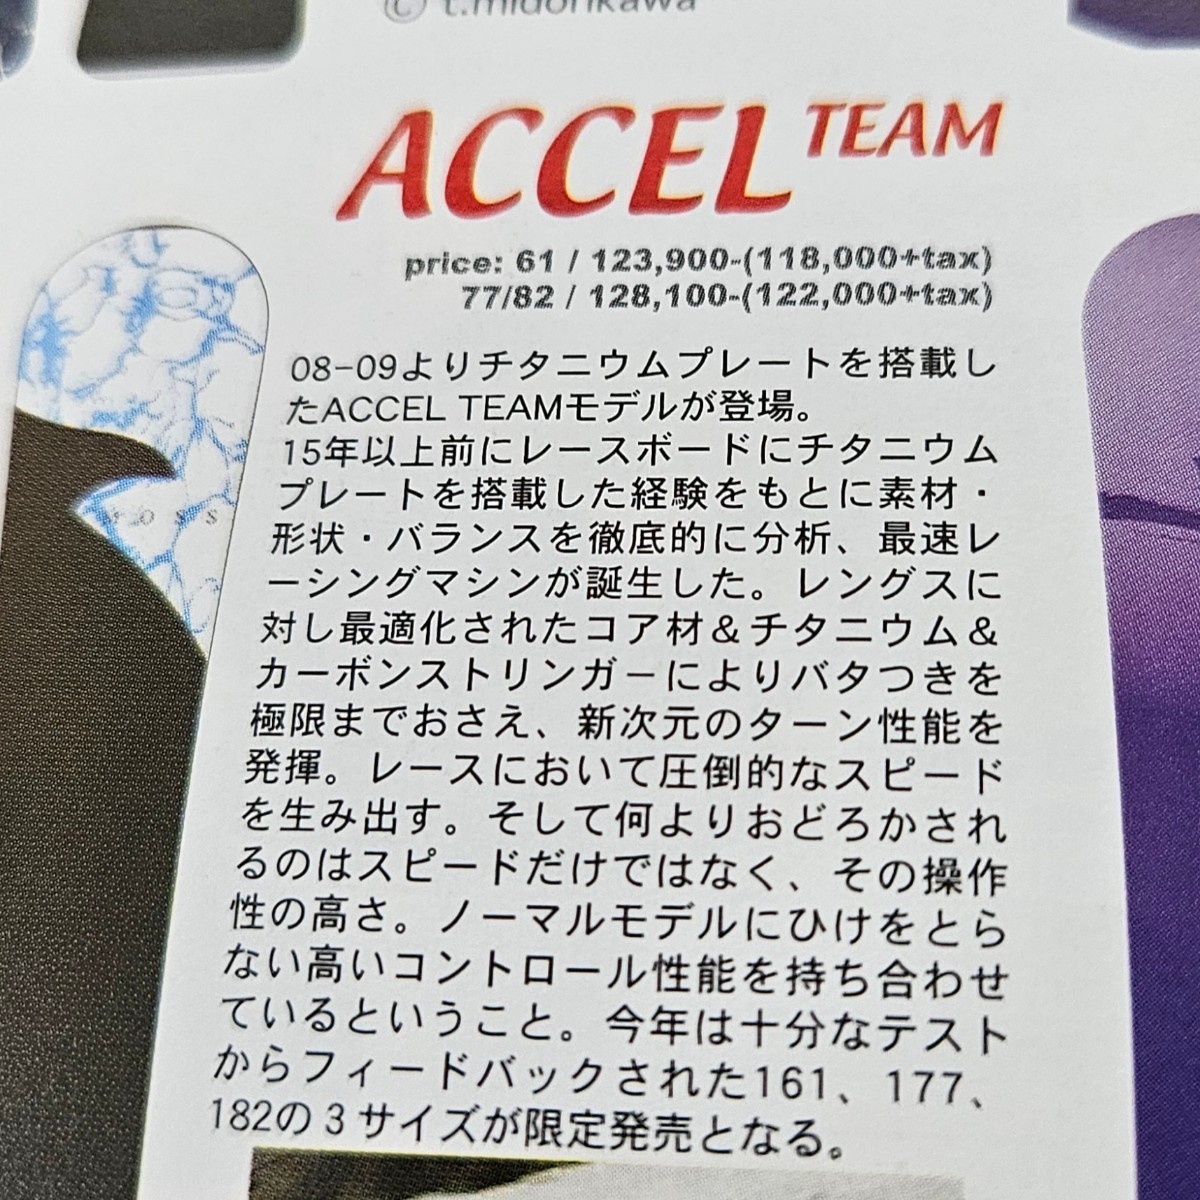 © t.midorikawa
ACCEL TEAM
price: 61 / 123,900-(118,000+tax)
77/82 / 128,100-(122,000+tax)
08-09よりチタニウムプレートを搭載し
たACCEL TEAMモデルが登場。
15年以上前にレースボードにチタニウム
プレートを搭載した経験をもとに素材・
形状・バランスを徹底的に分析、最速レ
ーシングマシンが誕生した。レングスに
対し最適化されたコア材＆チタニウム＆
カーボンストリンガーによりバタつきを
極限までおさえ、新次元のターン性能を
発揮。レースにおいて圧倒的なスピード
を生み出す。そして何よりおどろかされ
るのはスピードだけではなく、その操作
性の高さ。ノーマルモデルにひけをとら
ない高いコントロール性能を持ち合わせ
ているということ。今年は十分なテスト
からフィードバックされた161、177、
182の３サイズが限定発売となる。